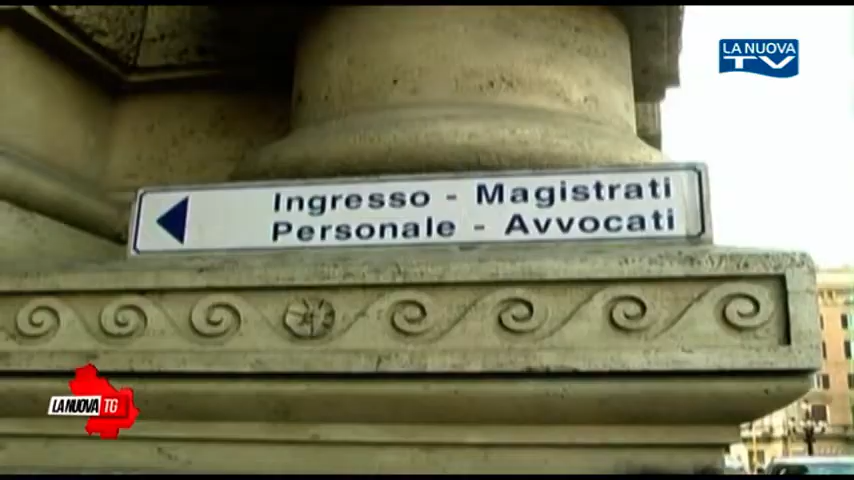 LA NUOVA
TV
Ingresso - Magistrati
Personale - Avvocati
LA NUOVA TG